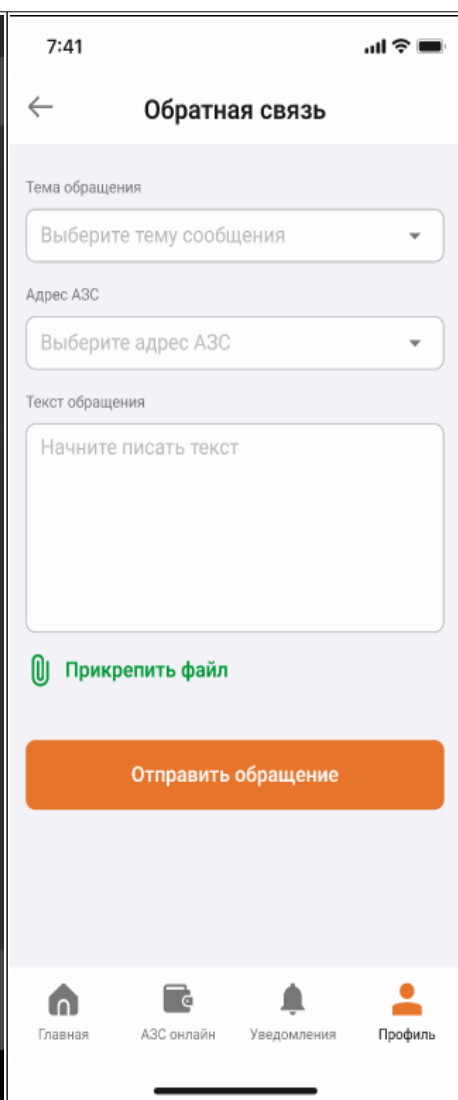 7:41
Обратная связь
Тема обращения
Выберите тему сообщения
Адрес АЗС
Выберите адрес АЗС
Текст обращения
Начните писать текст
Прикрепить файл
Отправить обращение
Главная
АЗС онлайн
Уведомления
Профиль